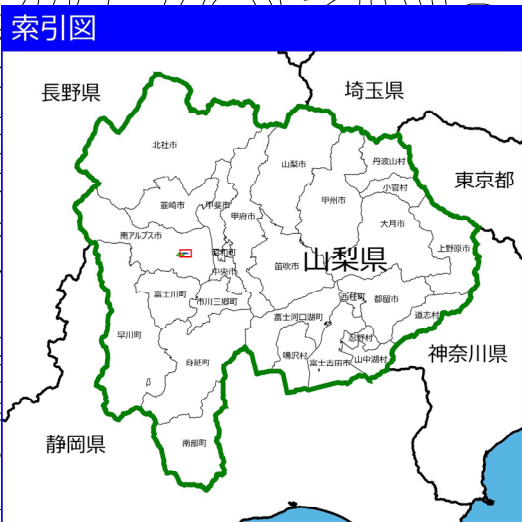 索引図
長野県
埼玉県
北杜市
山梨市
丹波山村
小菅村
東京都
韮崎市
甲斐市
甲州市
甲府市
大月市
南アルプス市
上野原市
昭和町
山梨県
笛吹市
中央市
富士川町
市川三郷町
西桂町
都留市
富士河口湖町
道志村
早川町
忍野村
神奈川県
鳴沢村
山中湖村
身延町
富士吉田市
静岡県
南部町